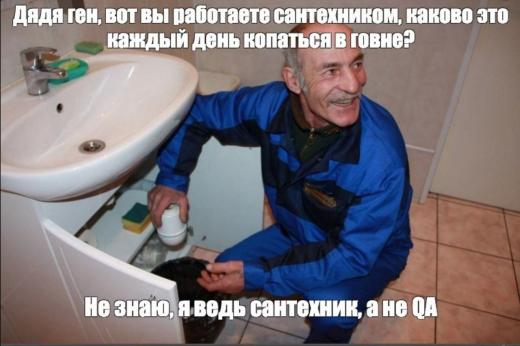 Дядя ген, вот вы работаете сантехником, каково это
каждый день копаться в говне?
Не знаю, я ведь сантехник, а не QA